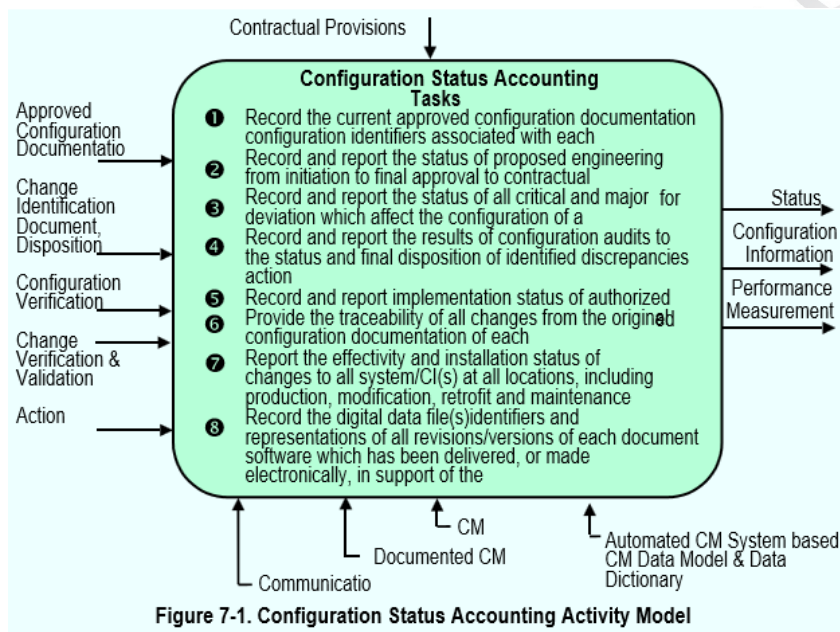 Contractual Provisions
Configuration Status Accounting
Tasks
Approved
Configuration
Documentatio
Change
Identification
Document,
Disposition
Configuration
Verification
Change
Verification &
Validation
Action
❶ Record the current approved configuration documentation
configuration identifiers associated with each
❷ Record and report the status of proposed engineering
from initiation to final approval to contractual
❸ Record and report the status of all critical and major for
deviation which affect the configuration of a
❹ Record and report the results of configuration audits to
the status and final disposition of identified discrepancies
action
❺ Record and report implementation status of authorized
❻ Provide the traceability of all changes from the original
configuration documentation of each
❼ Report the effectivity and installation status of
changes to all system/CI(s) at all locations, including
production, modification, retrofit and maintenance
❽ Record the digital data file(s)identifiers and
representations of all revisions/versions of each document
software which has been delivered, or made
electronically, in support of the
Status
Configuration
Information
Performance
Measurement
CM
Documented CM
Communicatio
Automated CM System based
CM Data Model & Data
Dictionary
Figure 7-1. Configuration Status Accounting Activity Model